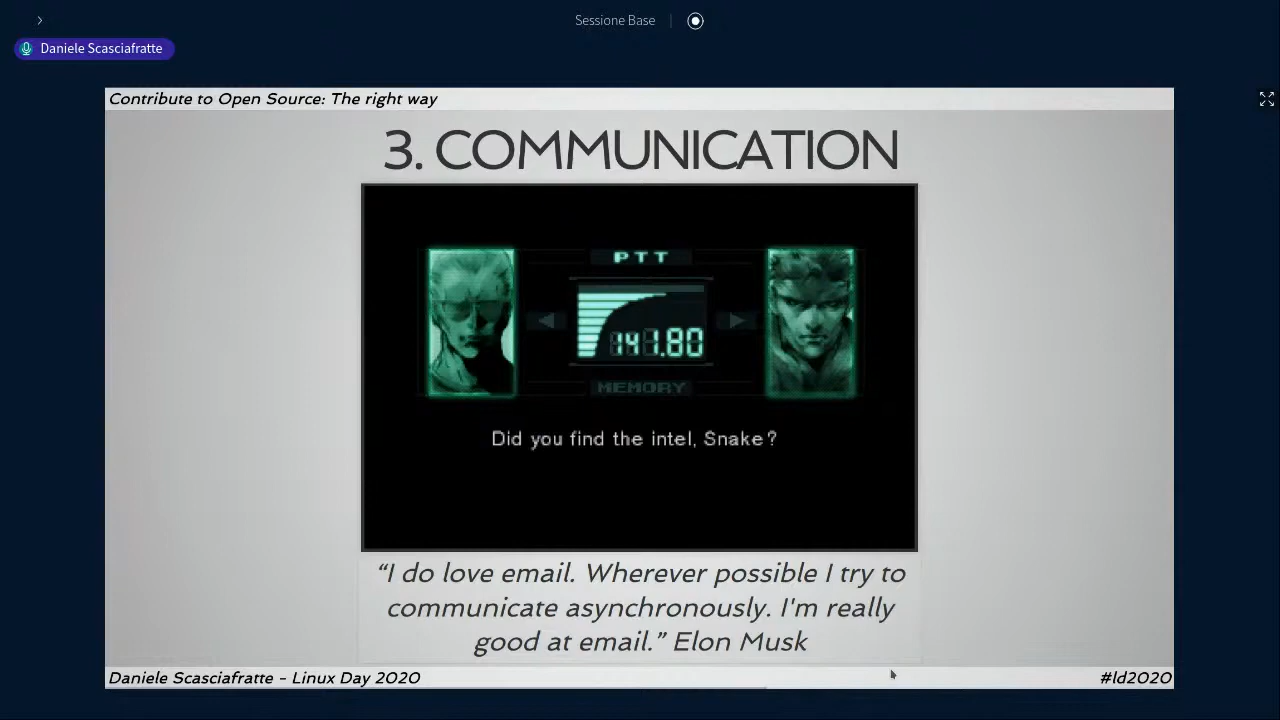 Sessione Base
Daniele Scasciafratte
Contribute to Open Source: The right way
3. COMMUNICATION
PTT
141.80
MEMORY
Did you find the intel, Snake?
“I do love email. Wherever possible I try to
communicate asynchronously. I'm really
good at email.” Elon Musk
Daniele Scasciafratte - Linux Day 2020
#ld2020